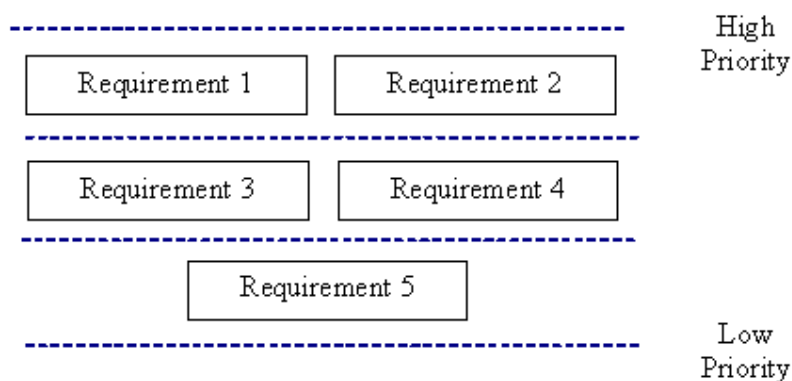 High
Priority
Requirement 1
Requirement 2
Requirement 3
Requirement 4
Requirement 5
Low
Priority